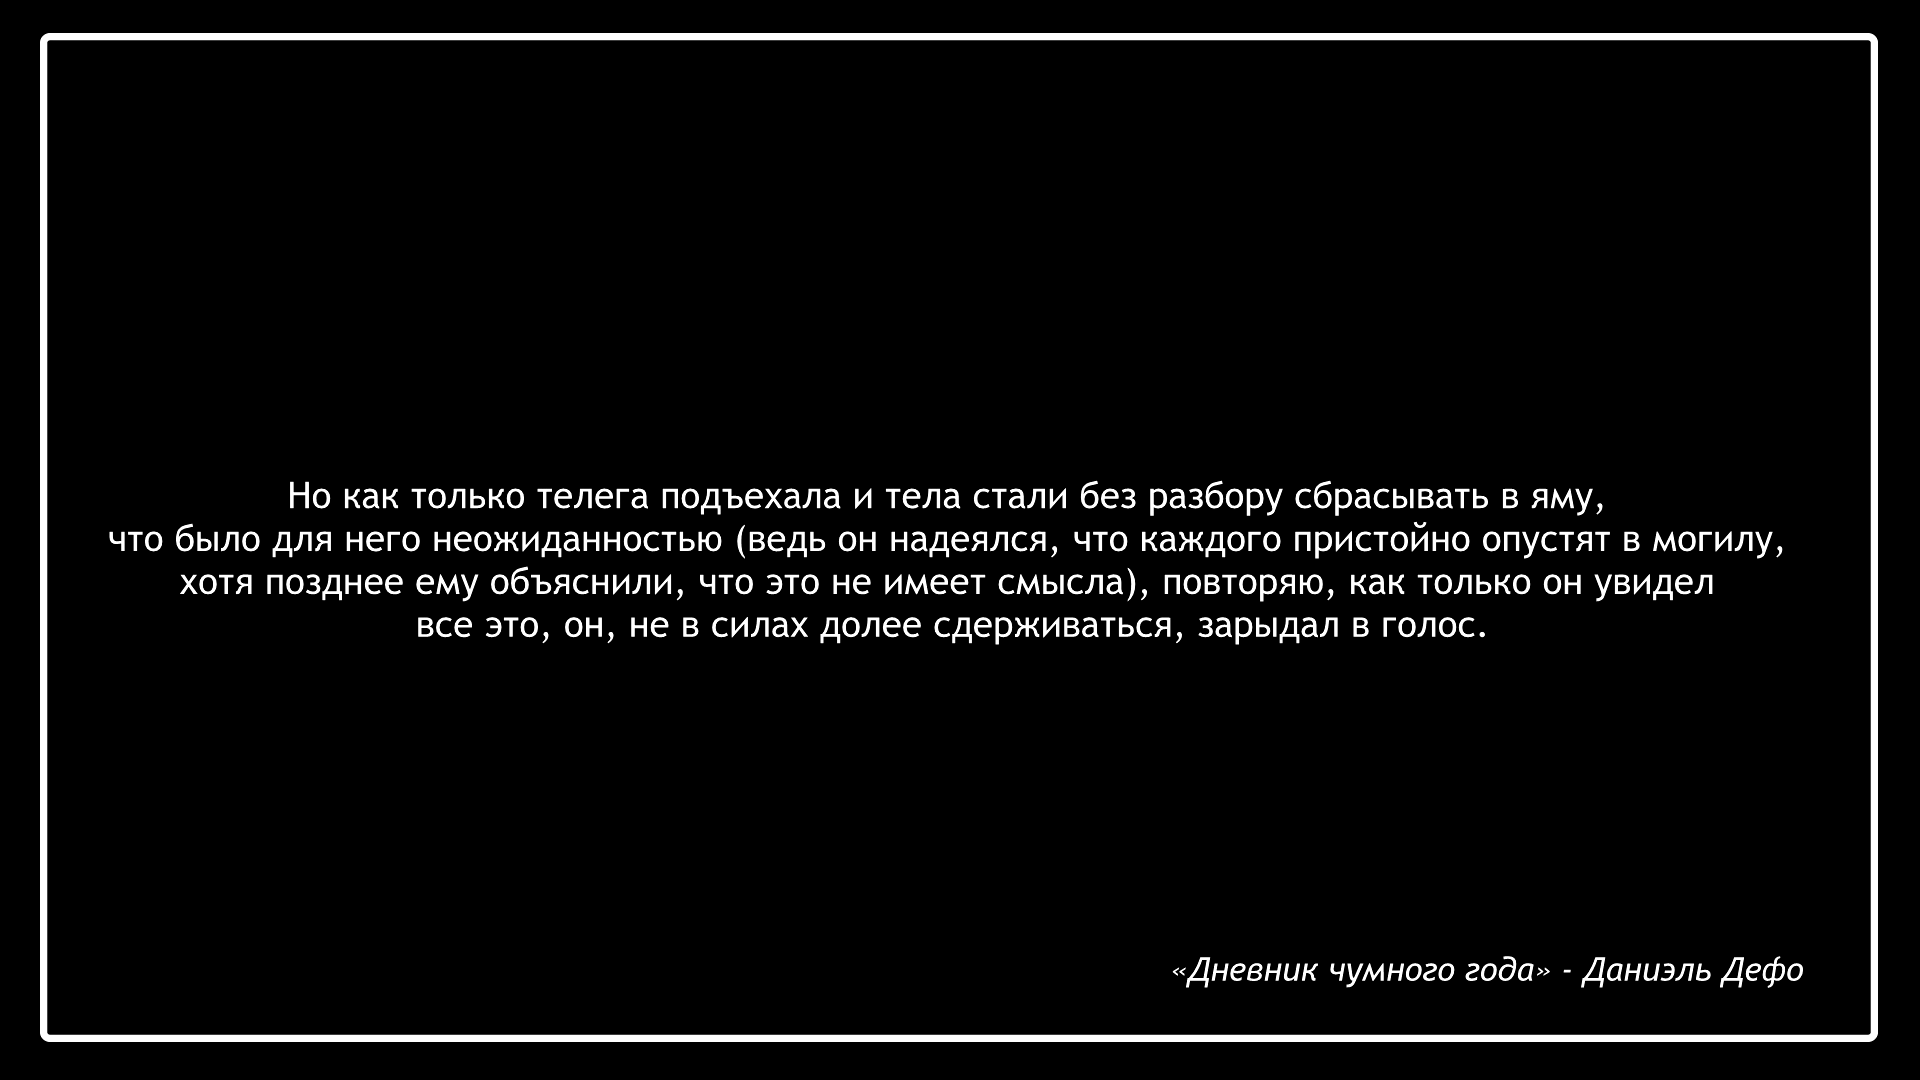 Но как только телега подъехала и тела стали без разбору сбрасывать в яму,
что было для него неожиданностью (ведь он надеялся, что каждого пристойно опустят в могилу,
хотя позднее ему объяснили, что это не имеет смысла), повторяю, как только он увидел
все это, он, не в силах долее сдерживаться, зарыдал в голос.
«Дневник чумного года» - Даниэль Дефо